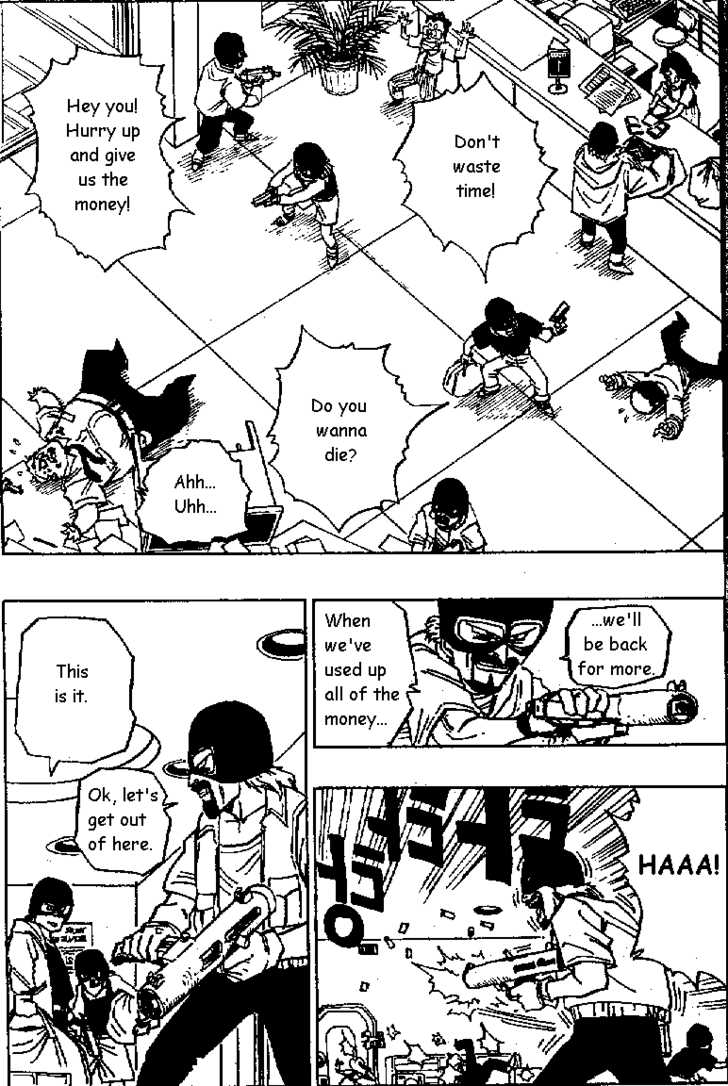 Hey you!
Hurry up
and give
us the
money!
Don't
waste
time!
Do you
wanna
die?
Ahh...
Uhh...
This
is it.
Ok, let's
get out
of here.
When
we've
used up
all of the
money...
...we'll
be back
for more.
HAAA!